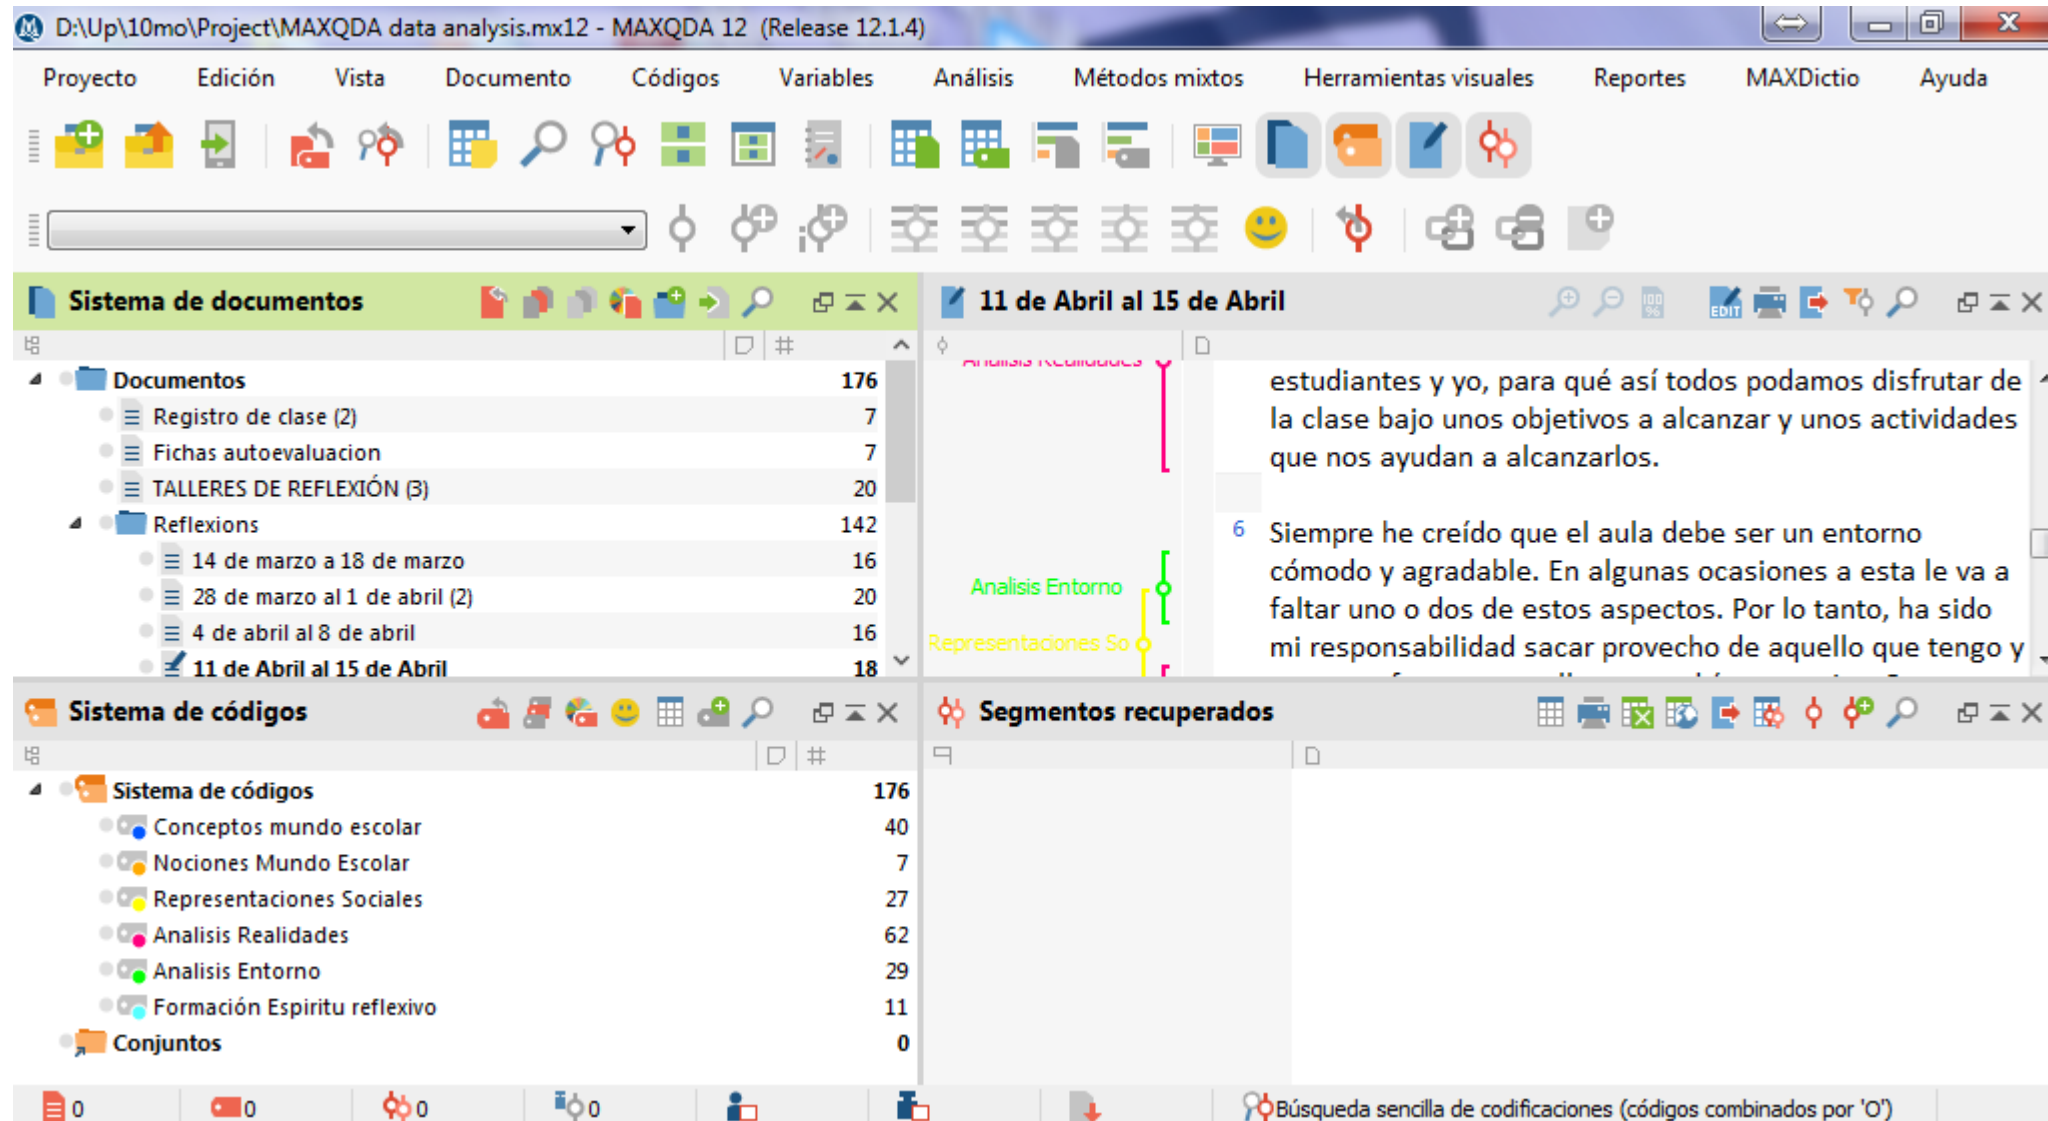 D:\Up\10mo\Project\MAXQDA data analysis.mx12 - MAXQDA 12 (Release 12.1.4)
Proyecto Edición Vista Documento Códigos Variables Análisis Métodos mixtos Herramientas visuales Reportes MAXDictio Ayuda
Sistema de documentos
Documentos 176
Registro de clase (2) 7
Fichas autoevaluacion 7
TALLERES DE REFLEXIÓN (3) 20
Reflexions 142
14 de marzo a 18 de marzo 16
28 de marzo al 1 de abril (2) 20
4 de abril al 8 de abril 16
11 de Abril al 15 de Abril 18
11 de Abril al 15 de Abril
100 %
EDIT
Analisis Realidades
estudiantes y yo, para qué así todos podamos disfrutar de
la clase bajo unos objetivos a alcanzar y unos actividades
que nos ayudan a alcanzarlos.
6 Siempre he creído que el aula debe ser un entorno
cómodo y agradable. En algunas ocasiones a esta le va a
faltar uno o dos de estos aspectos. Por lo tanto, ha sido
mi responsabilidad sacar provecho de aquello que tengo y
Analisis Entorno
Representaciones So
Sistema de códigos
Sistema de códigos 176
Conceptos mundo escolar 40
Nociones Mundo Escolar 7
Representaciones Sociales 27
Analisis Realidades 62
Analisis Entorno 29
Formación Espiritu reflexivo 11
Conjuntos 0
Segmentos recuperados
0 0 0 0 Búsqueda sencilla de codificaciones (códigos combinados por 'O')